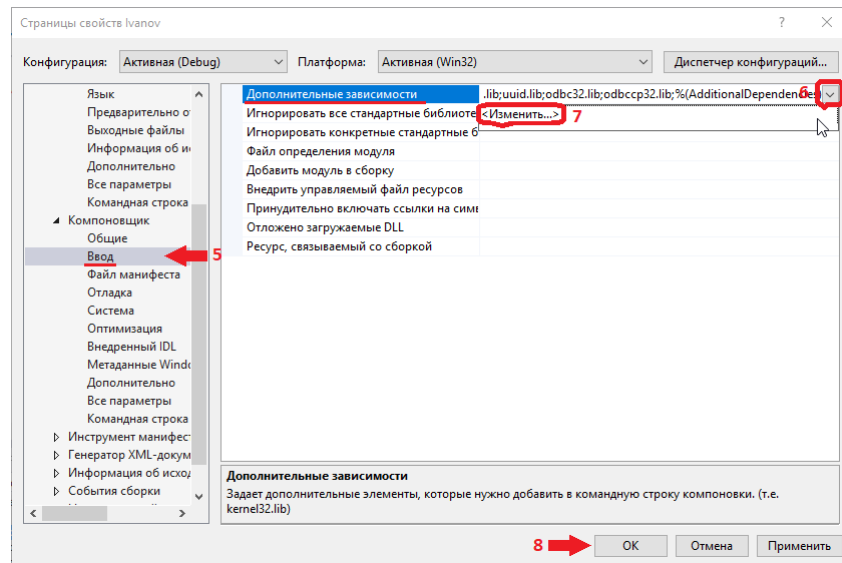 Страницы свойств Ivanov
Конфигурация: Активная (Debug) Платформа: Активная (Win32) Диспетчер конфигураций...
Язык
Предварительно о
Выходные файлы
Информация об и
Дополнительно
Все параметры
Командная строка
Компоновщик
Общие
Ввод 5
Файл манифеста
Отладка
Система
Оптимизация
Внедренный IDL
Метаданные Windo
Дополнительно
Все параметры
Командная строка
Инструмент манифес
Генератор XML-докум
Информация об исход
События сборки
Дополнительные зависимости .lib;uuid.lib;odbc32.lib;odbccp32.lib;%(AdditionalDependencies) 6
Игнорировать все стандартные библиоте <Изменить...> 7
Игнорировать конкретные стандартные б
Файл определения модуля
Добавить модуль в сборку
Внедрить управляемый файл ресурсов
Принудительно включать ссылки на симв
Отложено загружаемые DLL
Ресурс, связываемый со сборкой
Дополнительные зависимости
Задает дополнительные элементы, которые нужно добавить в командную строку компоновки. (т.е.
kernel32.lib)
8 ОК Отмена Применить